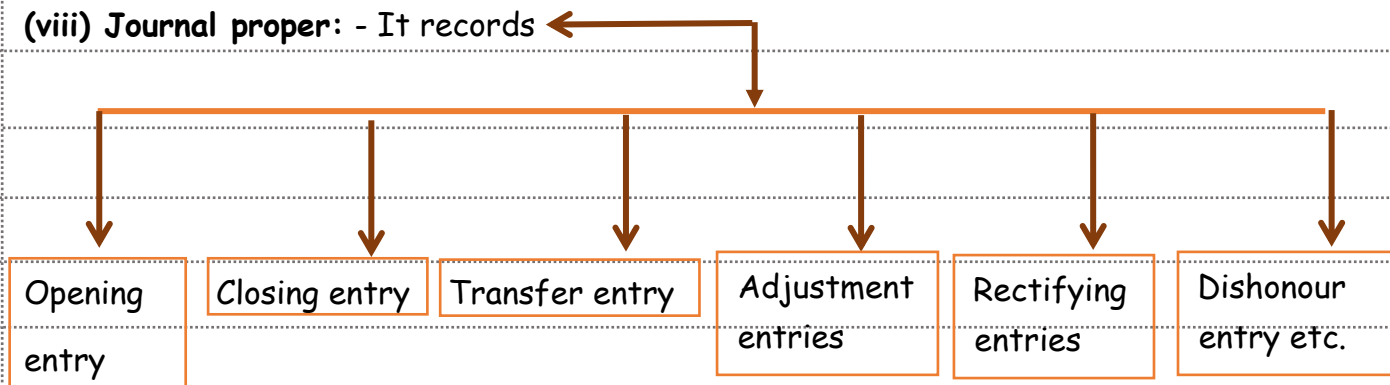 (viii) Journal proper: - It records
Opening
entry
Closing entry
Transfer entry
Adjustment
entries
Rectifying
entries
Dishonour
entry etc.